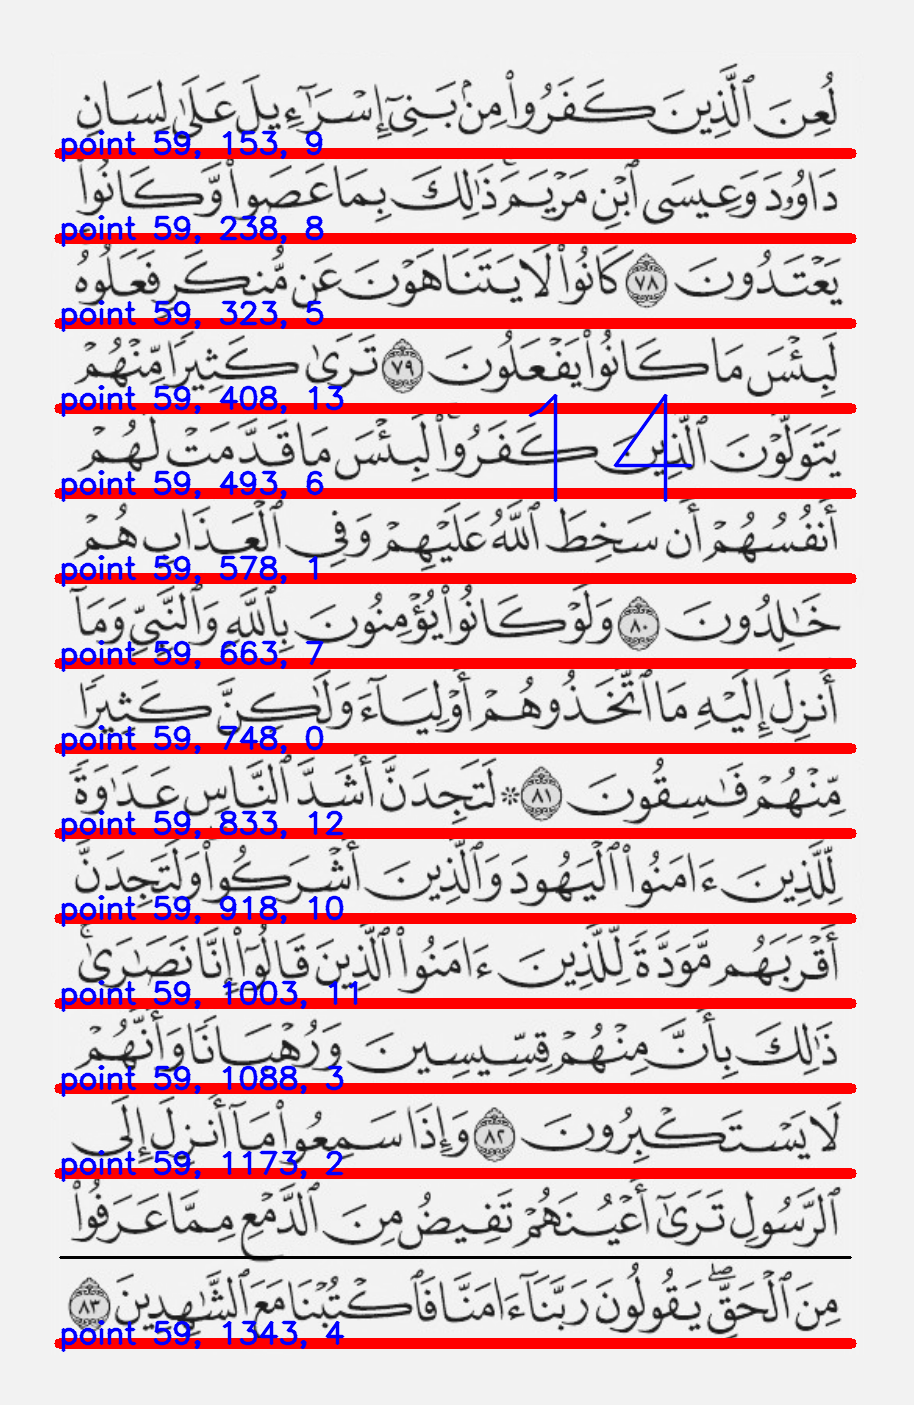 لُعِنَ ٱلَّذِينَ كَفَرُوا۟ مِنۢ بَنِىٓ إِسْرَٰٓءِيلَ عَلَىٰ لِسَانِ
point 59, 153, 9
دَاوُۥدَ وَعِيسَى ٱبْنِ مَرْيَمَ ۚ ذَٰلِكَ بِمَا عَصَوا۟ وَّكَانُوا۟
point 59, 238, 8
يَعْتَدُونَ ٧٨ كَانُوا۟ لَا يَتَنَاهَوْنَ عَن مُّنكَرٍ فَعَلُوهُ
point 59, 323, 5
لَبِئْسَ مَا كَانُوا۟ يَفْعَلُونَ ٧٩ تَرَىٰ كَثِيرًا مِّنْهُمْ
point 59, 408, 13
14
يَتَوَلَّوْنَ ٱلَّذِينَ كَفَرُوا۟ ۚ لَبِئْسَ مَا قَدَّمَتْ لَهُمْ
point 59, 493, 6
أَنفُسُهُمْ أَن سَخِطَ ٱللَّهُ عَلَيْهِمْ وَفِى ٱلْعَذَابِ هُمْ
point 59, 578, 1
خَٰلِدُونَ ٨٠ وَلَوْ كَانُوا۟ يُؤْمِنُونَ بِٱللَّهِ وَٱلنَّبِىِّ وَمَآ
point 59, 663, 7
أُنزِلَ إِلَيْهِ مَا ٱتَّخَذُوهُمْ أَوْلِيَآءَ وَلَٰكِنَّ كَثِيرًا
point 59, 748, 0
مِّنْهُمْ فَٰسِقُونَ ٨١ ۞ لَتَجِدَنَّ أَشَدَّ ٱلنَّاسِ عَدَٰوَةً
point 59, 833, 12
لِّلَّذِينَ ءَامَنُوا۟ ٱلْيَهُودَ وَٱلَّذِينَ أَشْرَكُوا۟ وَلَتَجِدَنَّ
point 59, 918, 10
أَقْرَبَهُم مَّوَدَّةً لِّلَّذِينَ ءَامَنُوا۟ ٱلَّذِينَ قَالُوٓا۟ إِنَّا نَصَٰرَىٰ ۚ
point 59, 1003, 11
ذَٰلِكَ بِأَنَّ مِنْهُمْ قِسِّيسِينَ وَرُهْبَانًا وَأَنَّهُمْ
point 59, 1088, 3
لَا يَسْتَكْبِرُونَ ٨٢ وَإِذَا سَمِعُوا۟ مَآ أُنزِلَ إِلَى
point 59, 1173, 2
ٱلرَّسُولِ تَرَىٰٓ أَعْيُنَهُمْ تَفِيضُ مِنَ ٱلدَّمْعِ مِمَّا عَرَفُوا۟
مِنَ ٱلْحَقِّ ۖ يَقُولُونَ رَبَّنَآ ءَامَنَّا فَٱكْتُبْنَا مَعَ ٱلشَّٰهِدِينَ ٨٣
point 59, 1343, 4